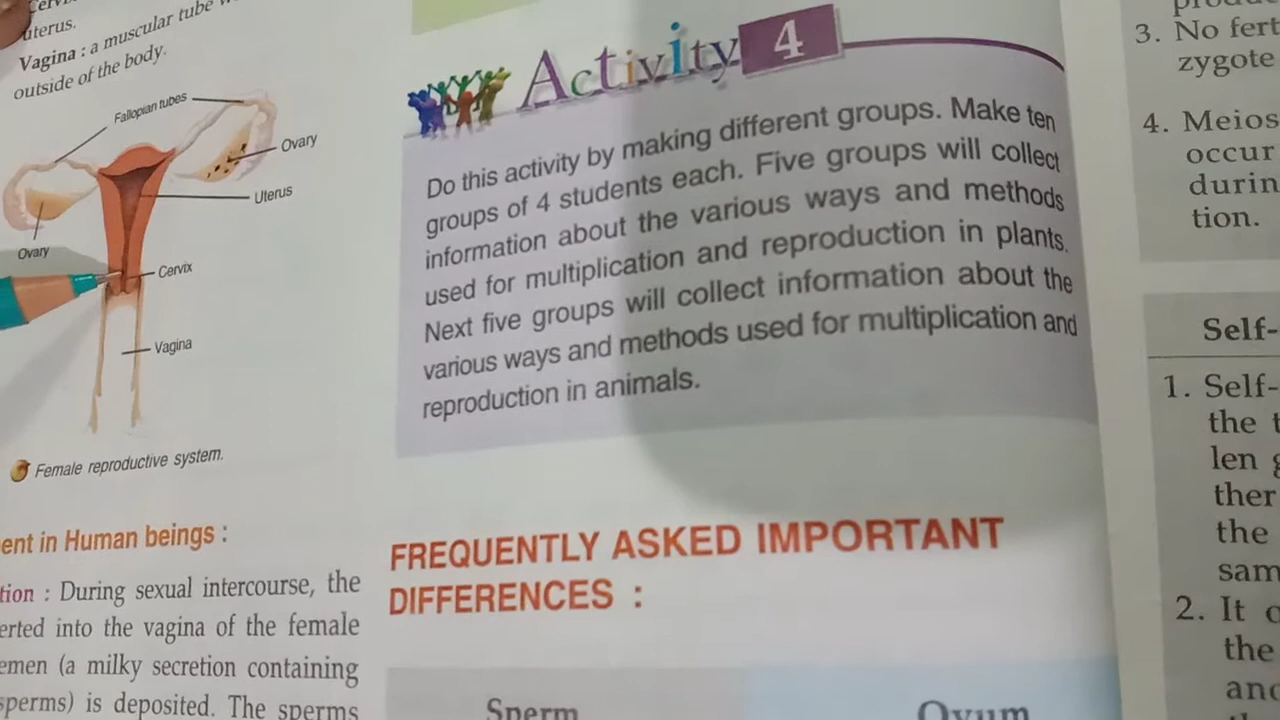 uterus.
Vagina : a muscular tube
outside of the body.
Fallopian tubes
Ovary
Uterus
Ovary
Cervix
Vagina
Female reproductive system.
ent in Human beings :
tion : During sexual intercourse, the
erted into the vagina of the female
emen (a milky secretion containing
sperms) is deposited. The sperms
Activity 4
Do this activity by making different groups. Make ten
groups of 4 students each. Five groups will collect
information about the various ways and methods
used for multiplication and reproduction in plants.
Next five groups will collect information about the
various ways and methods used for multiplication and
reproduction in animals.
FREQUENTLY ASKED IMPORTANT
DIFFERENCES :
Sperm
Ovum
3. No fert
zygote
4. Meios
occur
durin
tion.
Self-
1. Self-
the
len
ther
the
sam
2. It
the
and